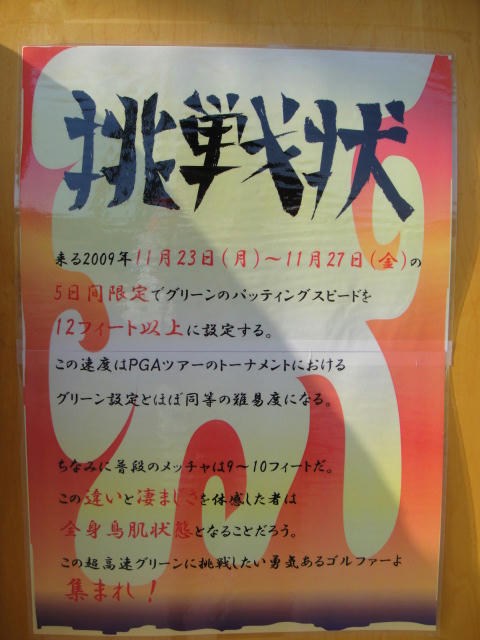 挑戦状
来る2009年11月23日(月)～11月27日(金)の
5日間限定でグリーンのパッティングスピードを
12フィート以上に設定する。
この速度はPGAツアーのトーナメントにおける
グリーン設定とほぼ同等の難易度になる。
ちなみに普段のメッチャは9～10フィートだ。
この違いと凄まじさを体感した者は
全身鳥肌状態となることだろう。
この超高速グリーンに挑戦したい勇気あるゴルファーよ
集まれ！